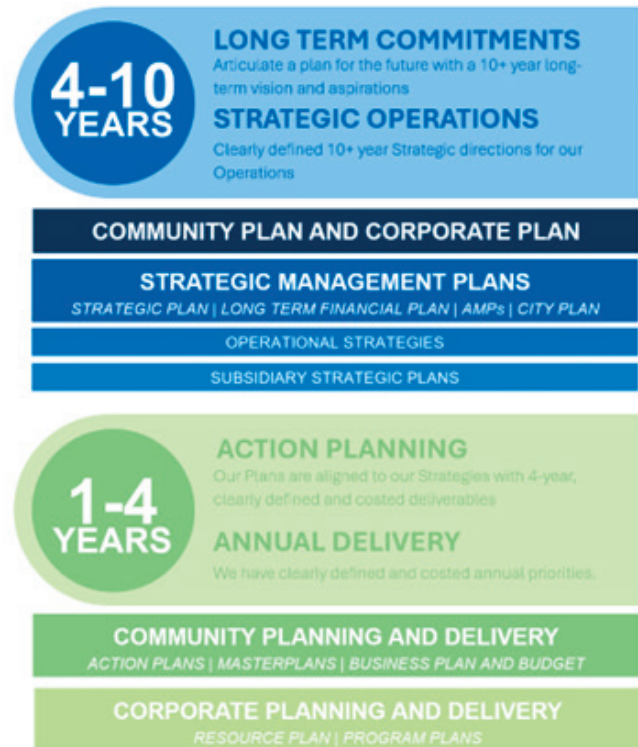 4-10
YEARS
LONG TERM COMMITMENTS
Articulate a plan for the future with a 10+ year long-
term vision and aspirations
STRATEGIC OPERATIONS
Clearly defined 10+ year Strategic directions for our
Operations
COMMUNITY PLAN AND CORPORATE PLAN
STRATEGIC MANAGEMENT PLANS
STRATEGIC PLAN | LONG TERM FINANCIAL PLAN | AMPs | CITY PLAN
OPERATIONAL STRATEGIES
SUBSIDIARY STRATEGIC PLANS
1-4
YEARS
ACTION PLANNING
Our Plans are aligned to our Strategies with 4-year,
clearly defined and costed deliverables
ANNUAL DELIVERY
We have clearly defined and costed annual priorities.
COMMUNITY PLANNING AND DELIVERY
ACTION PLANS | MASTERPLANS | BUSINESS PLAN AND BUDGET
CORPORATE PLANNING AND DELIVERY
RESOURCE PLAN | PROGRAM PLANS